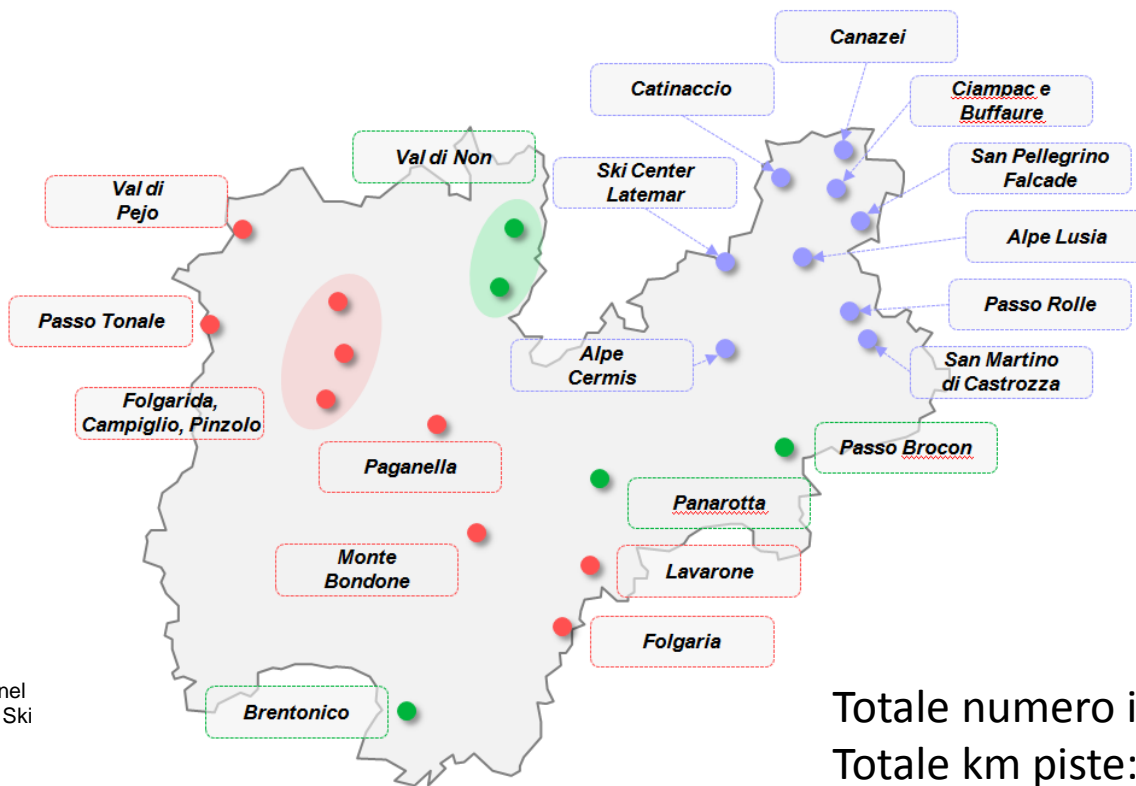 Canazei
Catinaccio
Ciampac e
Buffaure
Val di Non
Ski Center
Latemar
San Pellegrino
Falcade
Val di
Pejo
Alpe Lusia
Passo Tonale
Passo Rolle
Alpe
Cermis
San Martino
di Castrozza
Folgarida,
Campiglio, Pinzolo
Paganella
Passo Brocon
Panarotta
Monte
Bondone
Lavarone
Folgaria
Brentonico
nel
Ski
Totale numero i
Totale km piste: